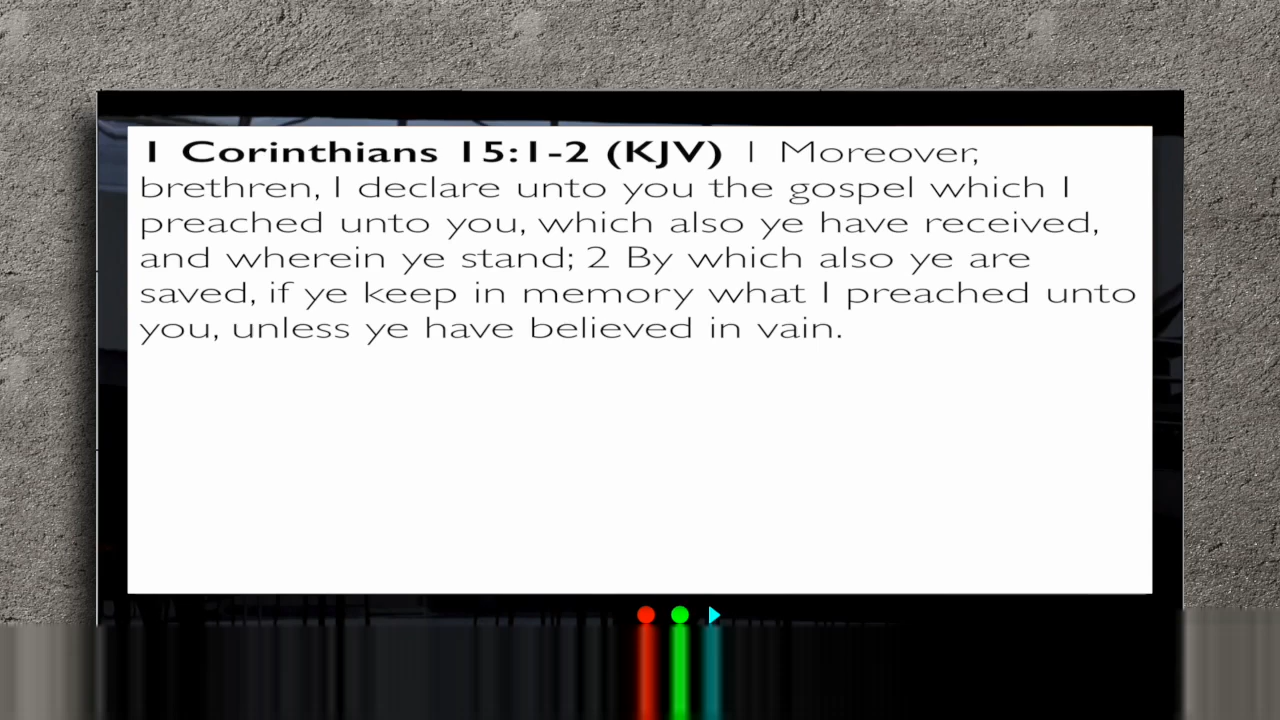 1 Corinthians 15:1-2 (KJV) 1 Moreover,
brethren, I declare unto you the gospel which I
preached unto you, which also ye have received,
and wherein ye stand; 2 By which also ye are
saved, if ye keep in memory what I preached unto
you, unless ye have believed in vain.